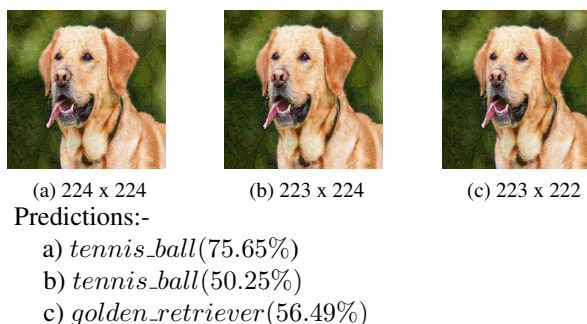 (a) 224 x 224
(b) 223 x 224
(c) 223 x 222
Predictions:-
a) tennis_ball(75.65%)
b) tennis_ball(50.25%)
c) golden_retriever(56.49%)